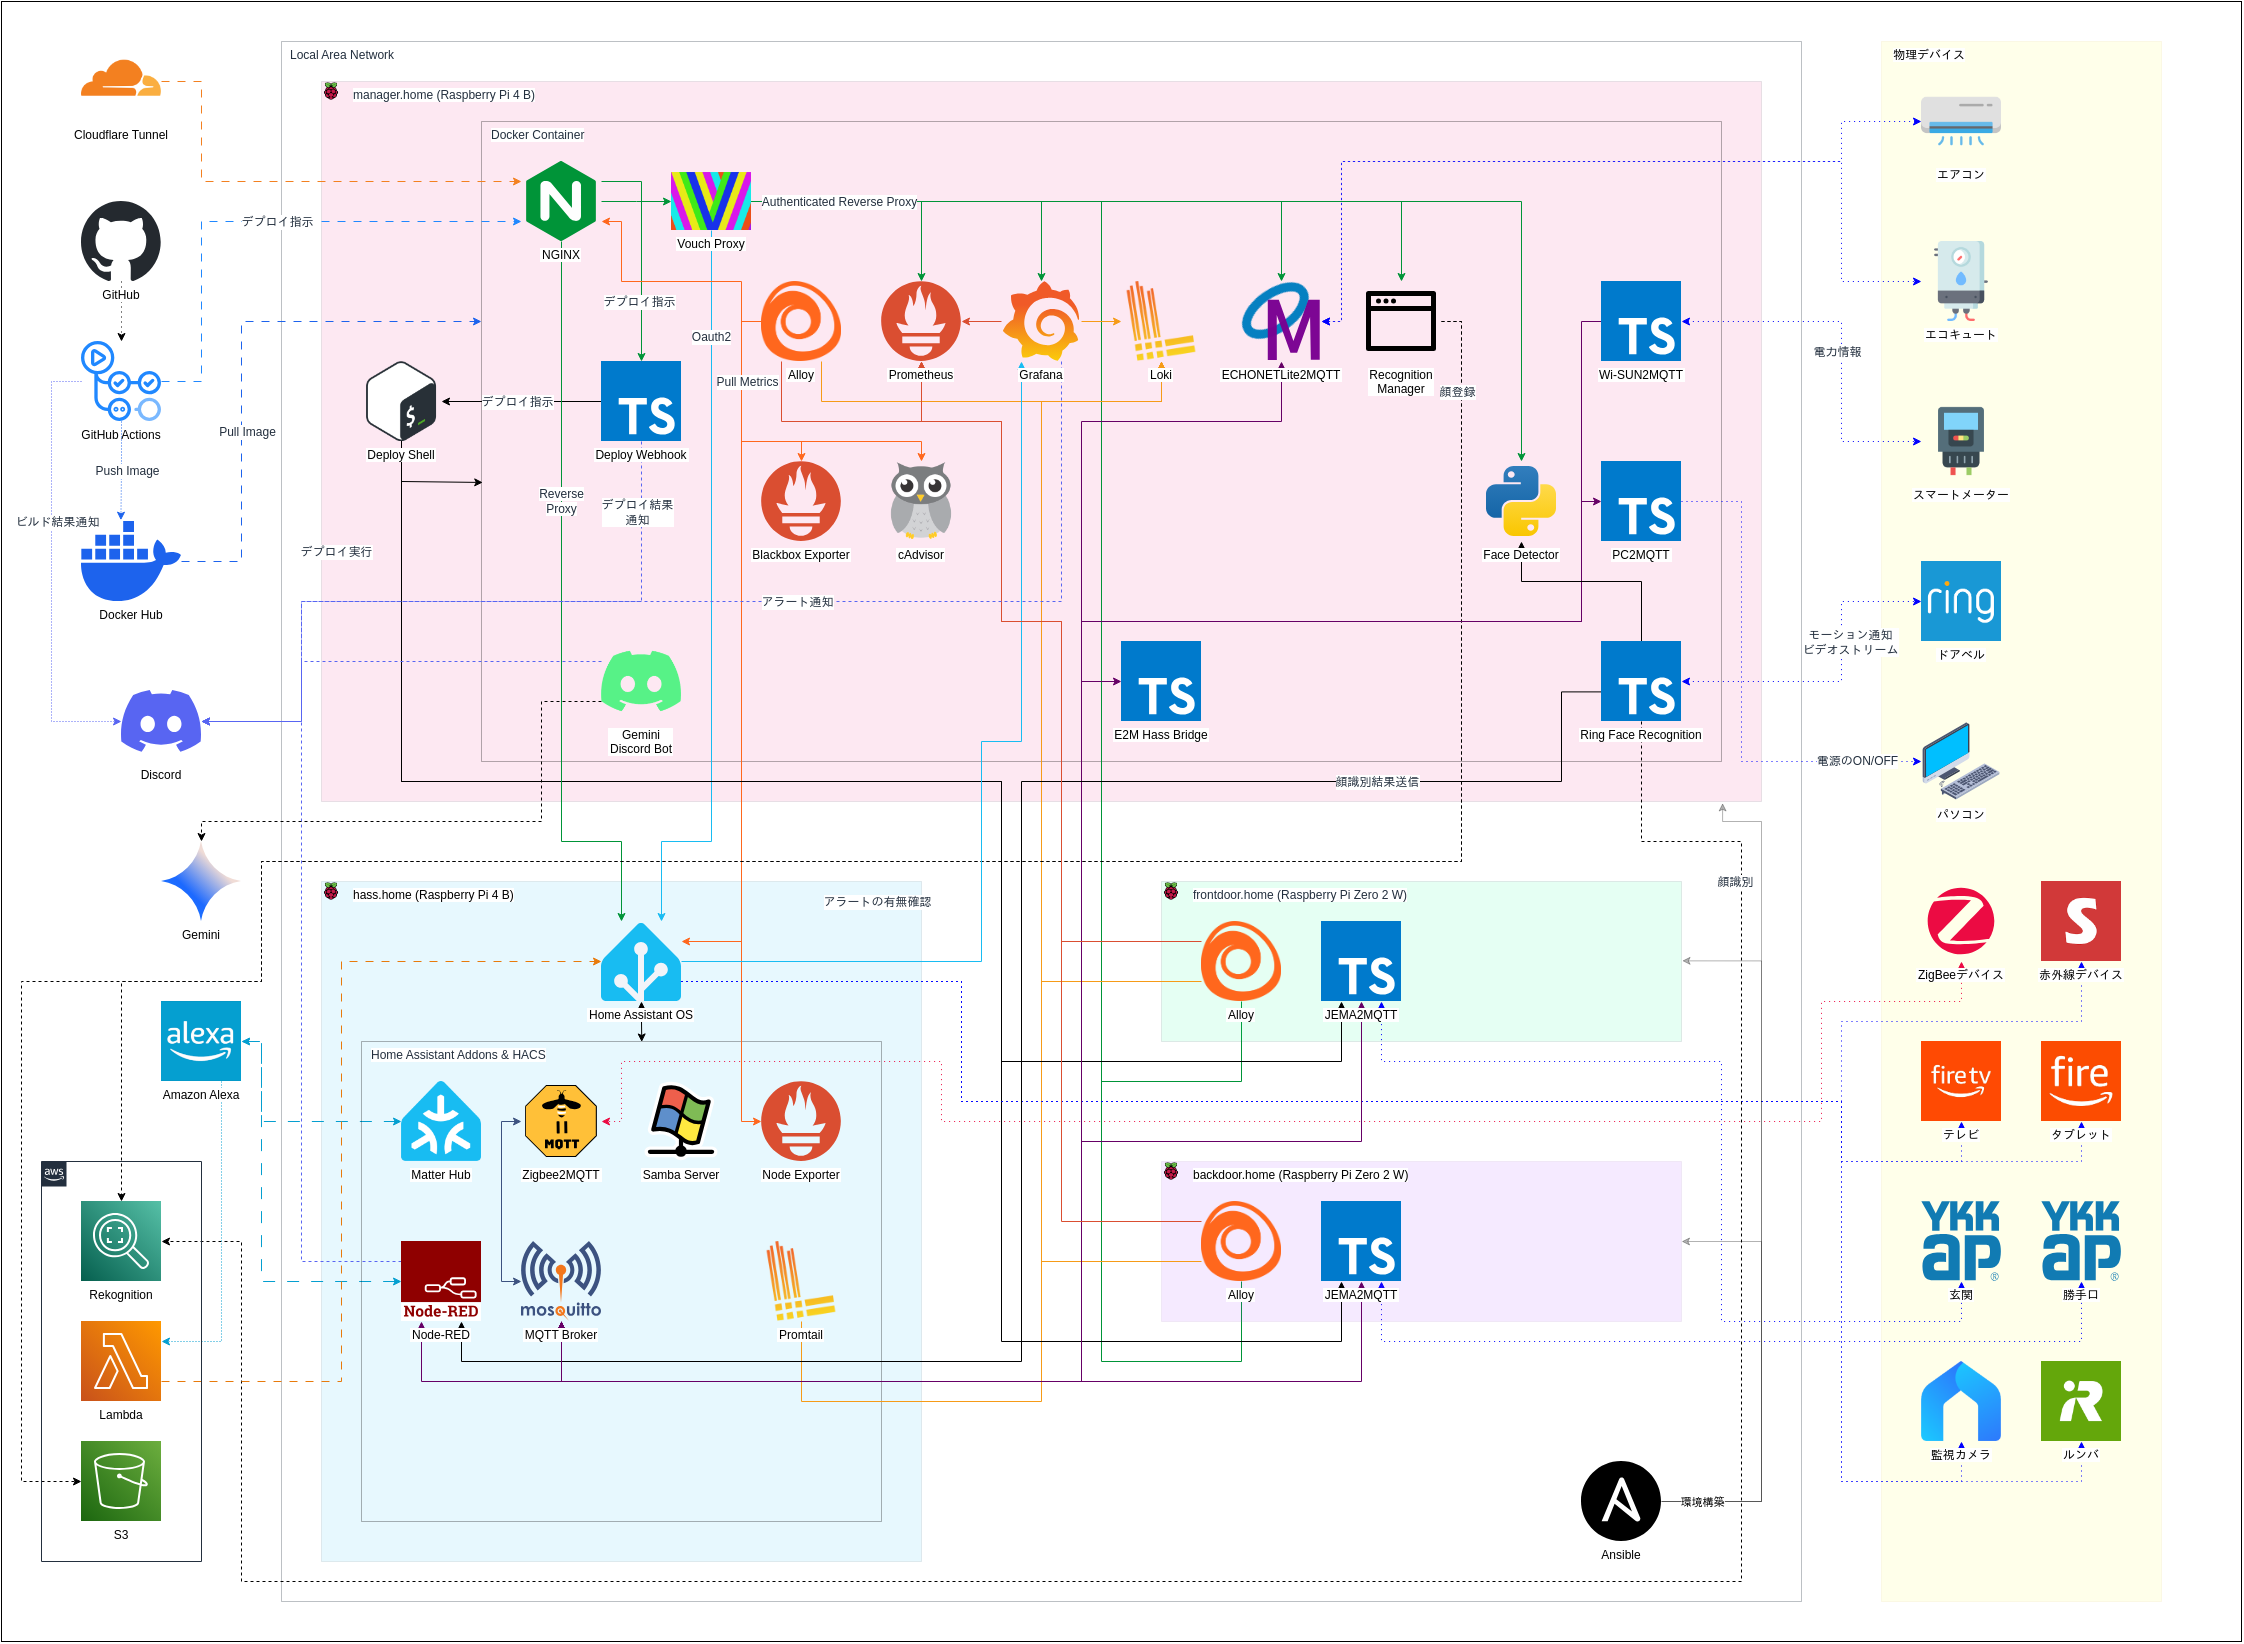 Local Area Network
物理デバイス
manager.home (Raspberry Pi 4 B)
Cloudflare Tunnel
Docker Container
エアコン
Authenticated Reverse Proxy
デプロイ指示
Vouch Proxy
NGINX
GitHub
デプロイ指示
Oauth2
エコキュート
電力情報
Pull Metrics
Alloy
Prometheus
Grafana
Loki
ECHONETLite2MQTT
Recognition
Manager
Wi-SUN2MQTT
顔登録
TS
TS
デプロイ指示
GitHub Actions
Pull Image
Deploy Shell
Deploy Webhook
Push Image
Reverse
Proxy
デプロイ結果
通知
スマートメーター
TS
ビルド結果通知
デプロイ実行
Blackbox Exporter
cAdvisor
Face Detector
PC2MQTT
ring
Docker Hub
アラート通知
モーション通知
ビデオストリーム
ドアベル
TS
TS
Gemini
Discord Bot
E2M Hass Bridge
Ring Face Recognition
Discord
顔識別結果送信
電源のON/OFF
パソコン
顔識別
hass.home (Raspberry Pi 4 B)
アラートの有無確認
frontdoor.home (Raspberry Pi Zero 2 W)
Gemini
TS
ZigBeeデバイス
赤外線デバイス
Home Assistant OS
Alloy
JEMA2MQTT
alexa
Home Assistant Addons & HACS
Amazon Alexa
fire tv
fire
MQTT
テレビ
タブレット
aws
Matter Hub
Zigbee2MQTT
Samba Server
Node Exporter
backdoor.home (Raspberry Pi Zero 2 W)
TS
YKK
ap®
YKK
ap®
Rekognition
Node-RED
mosquitto
Alloy
JEMA2MQTT
玄関
勝手口
Node-RED
MQTT Broker
Promtail
Lambda
監視カメラ
ルンバ
環境構築
S3
Ansible